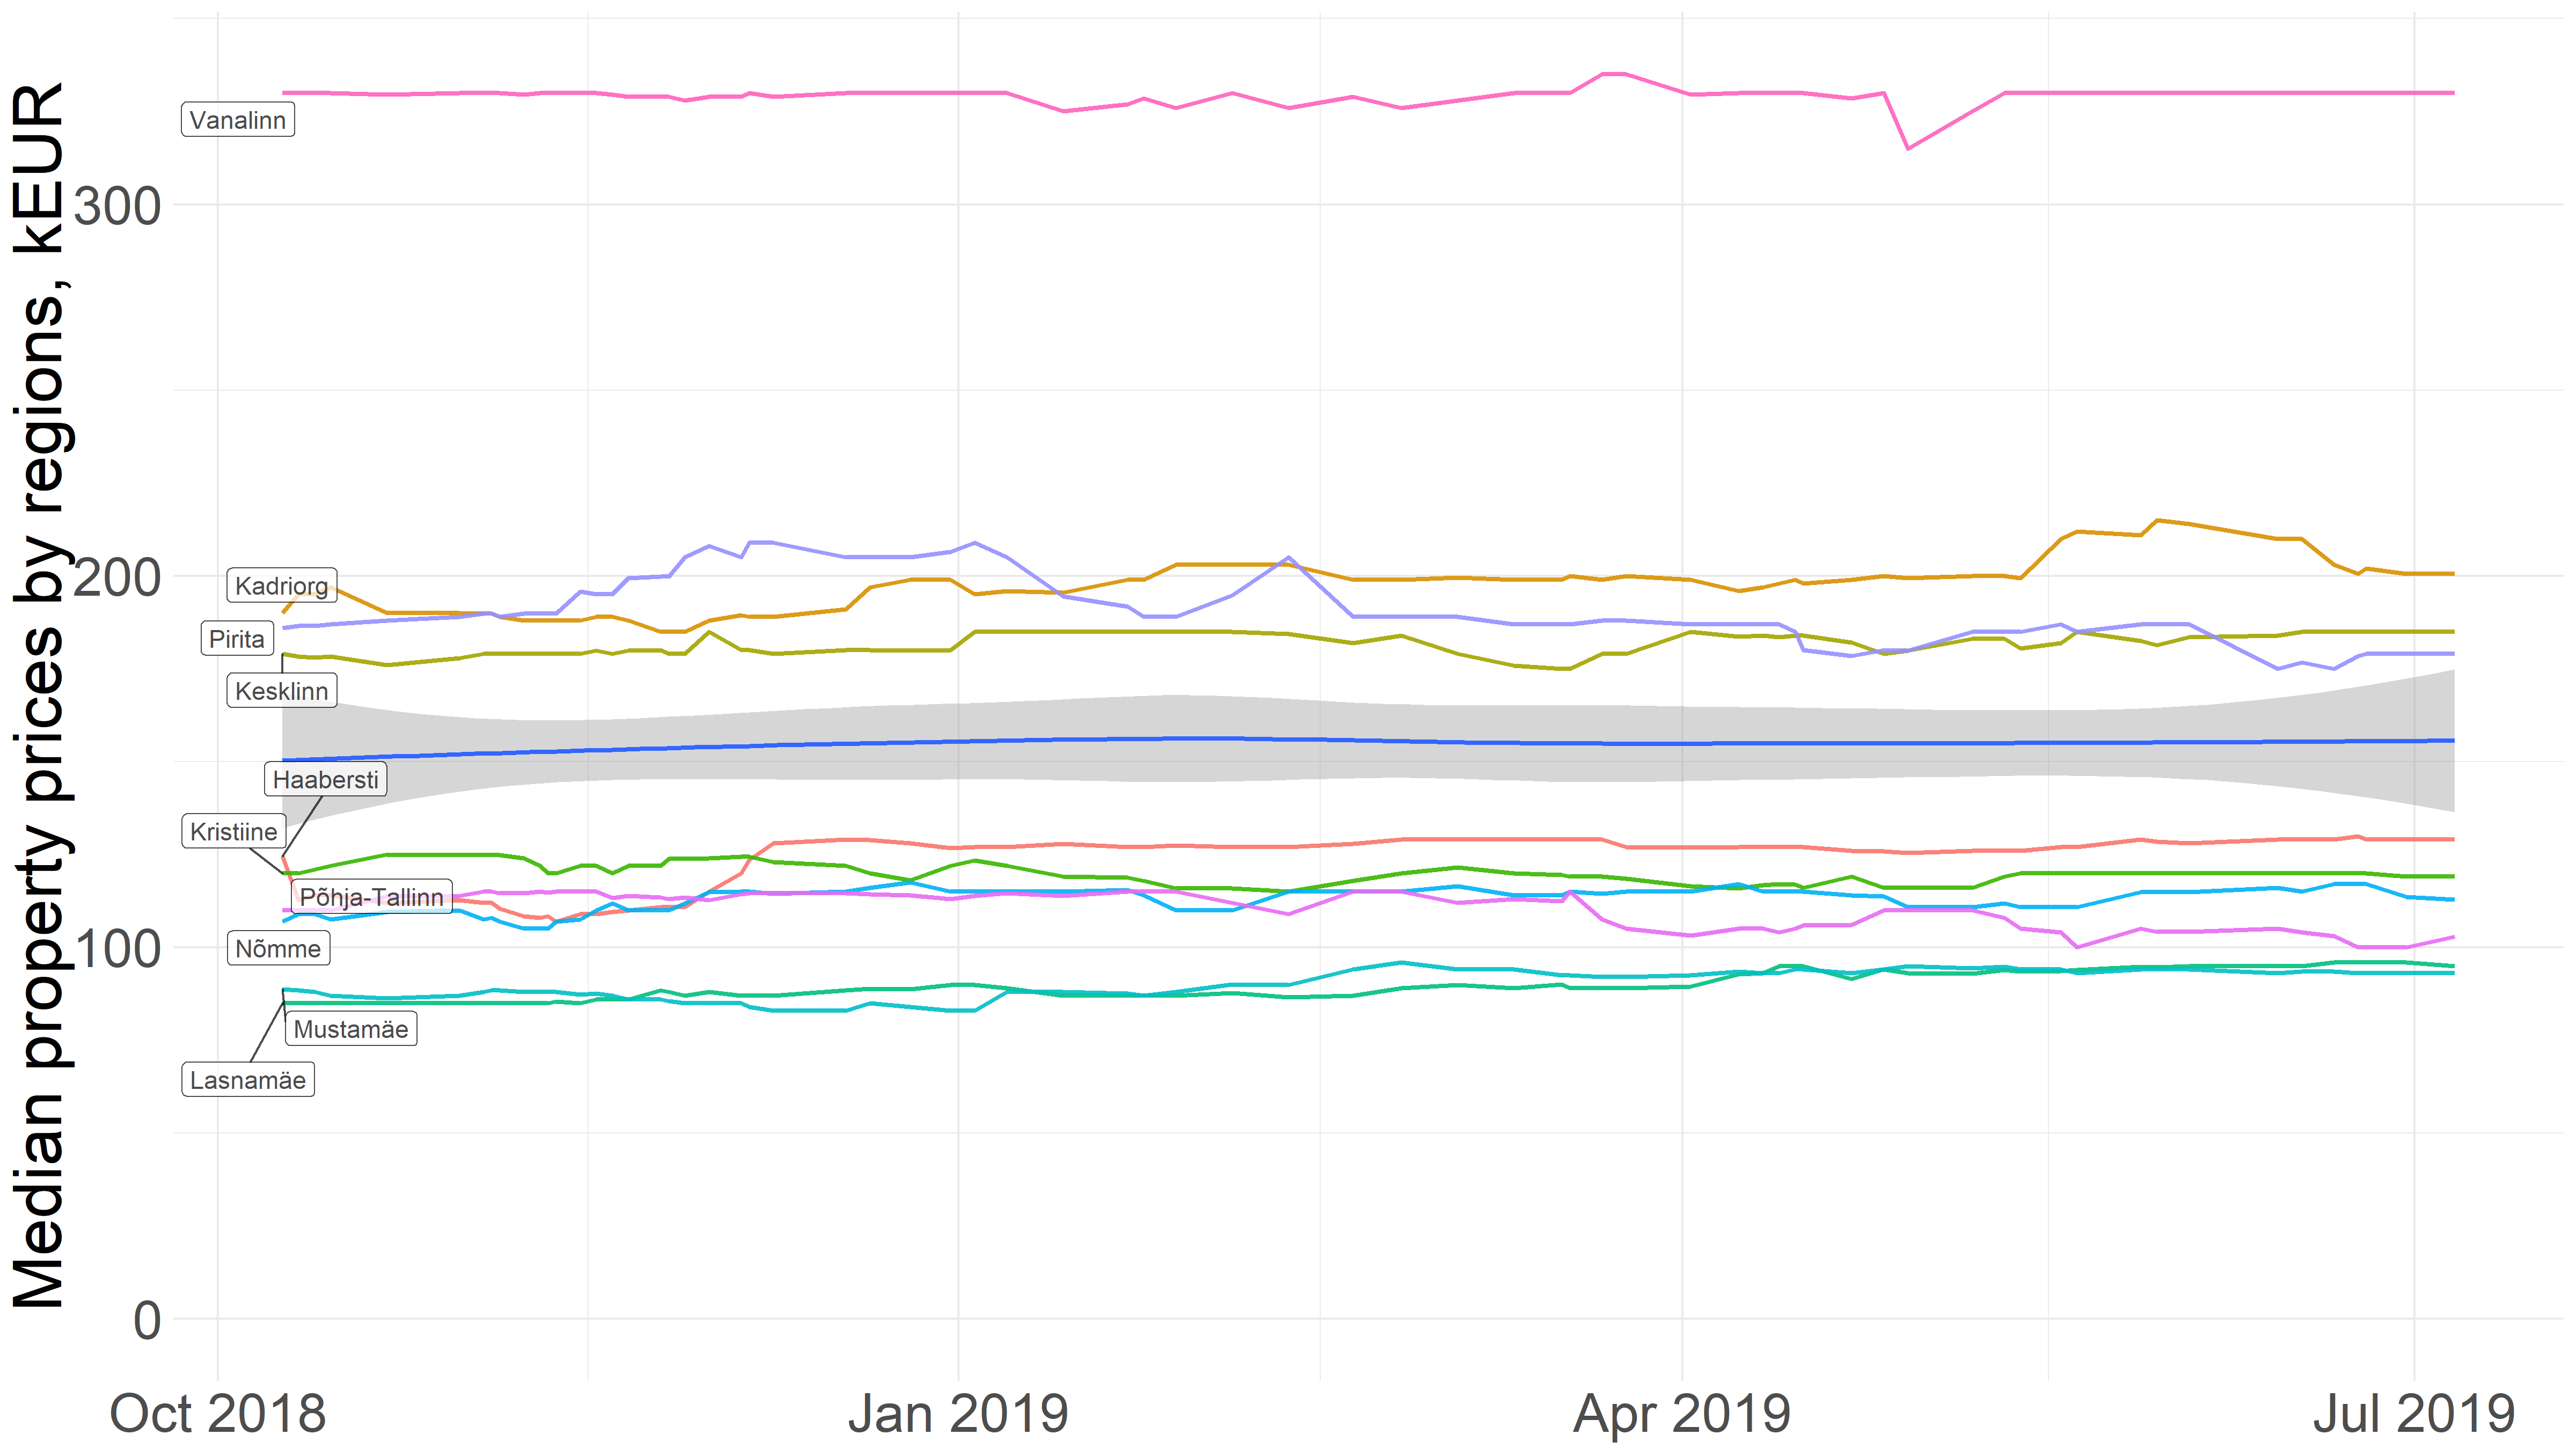 Median property prices by regions, kEUR
300
200
100
0
Vanalinn
Kadriorg
Pirita
Kesklinn
Haabersti
Kristiine
Põhja-Tallinn
Nõmme
Mustamäe
Lasnamäe
Oct 2018
Jan 2019
Apr 2019
Jul 2019